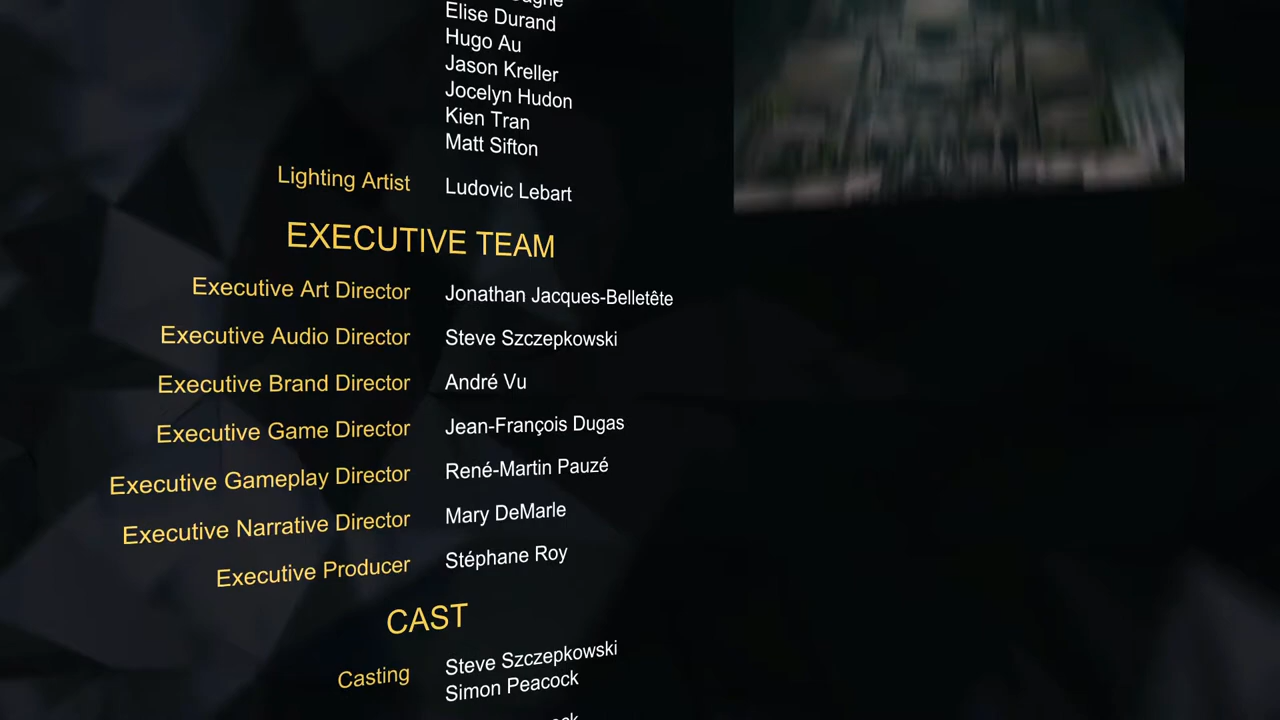 Elise Durand
Hugo Au
Jason Kreller
Jocelyn Hudon
Kien Tran
Matt Sifton
Lighting Artist Ludovic Lebart
EXECUTIVE TEAM
Executive Art Director Jonathan Jacques-Belletête
Executive Audio Director Steve Szczepkowski
Executive Brand Director André Vu
Executive Game Director Jean-François Dugas
Executive Gameplay Director René-Martin Pauzé
Executive Narrative Director Mary DeMarle
Executive Producer Stéphane Roy
CAST
Casting Steve Szczepkowski
Simon Peacock